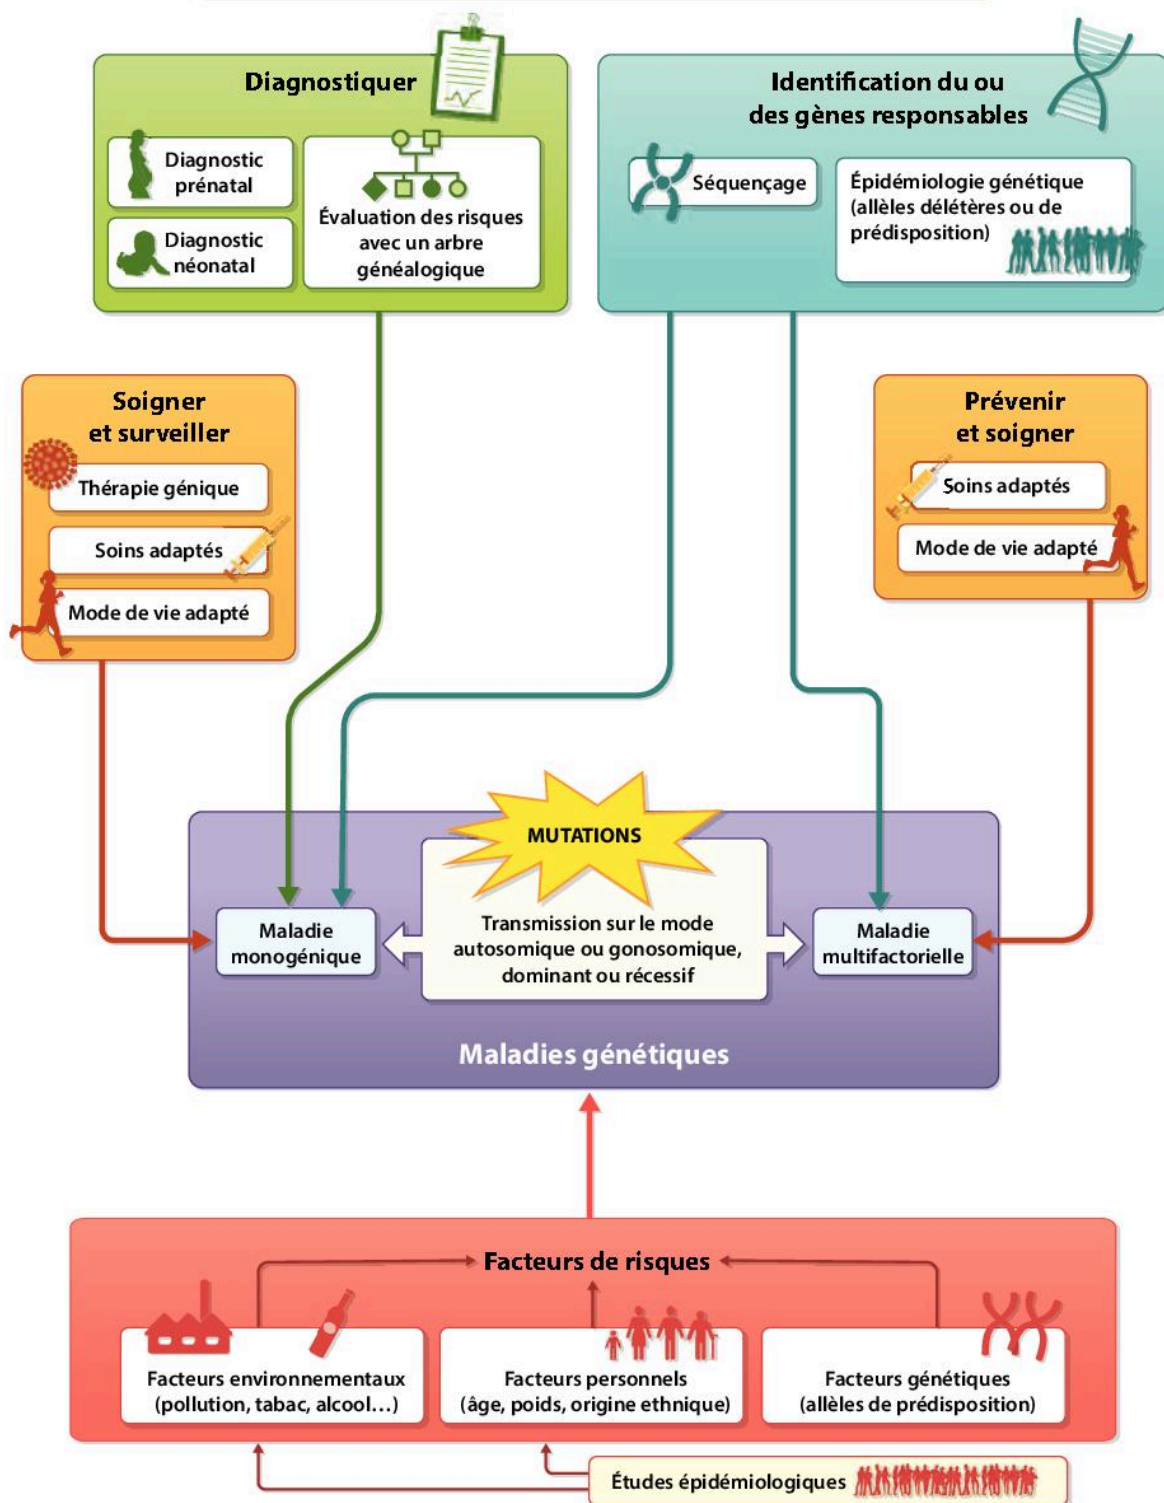 Diagnostiquer
Diagnostic
prénatal
Diagnostic
néonatal
Évaluation des risques
avec un arbre
généalogique
Identification du ou
des gènes responsables
Séquençage
Épidémiologie génétique
(allèles délétères ou de
prédisposition)
Soigner
et surveiller
Thérapie génique
Soins adaptés
Mode de vie adapté
Prévenir
et soigner
Soins adaptés
Mode de vie adapté
MUTATIONS
Maladie
monogénique
Transmission sur le mode
autosomique ou gonosomique,
dominant ou récessif
Maladie
multifactorielle
Maladies génétiques
Facteurs de risques
Facteurs environnementaux
(pollution, tabac, alcool…)
Facteurs personnels
(âge, poids, origine ethnique)
Facteurs génétiques
(allèles de prédisposition)
Études épidémiologiques